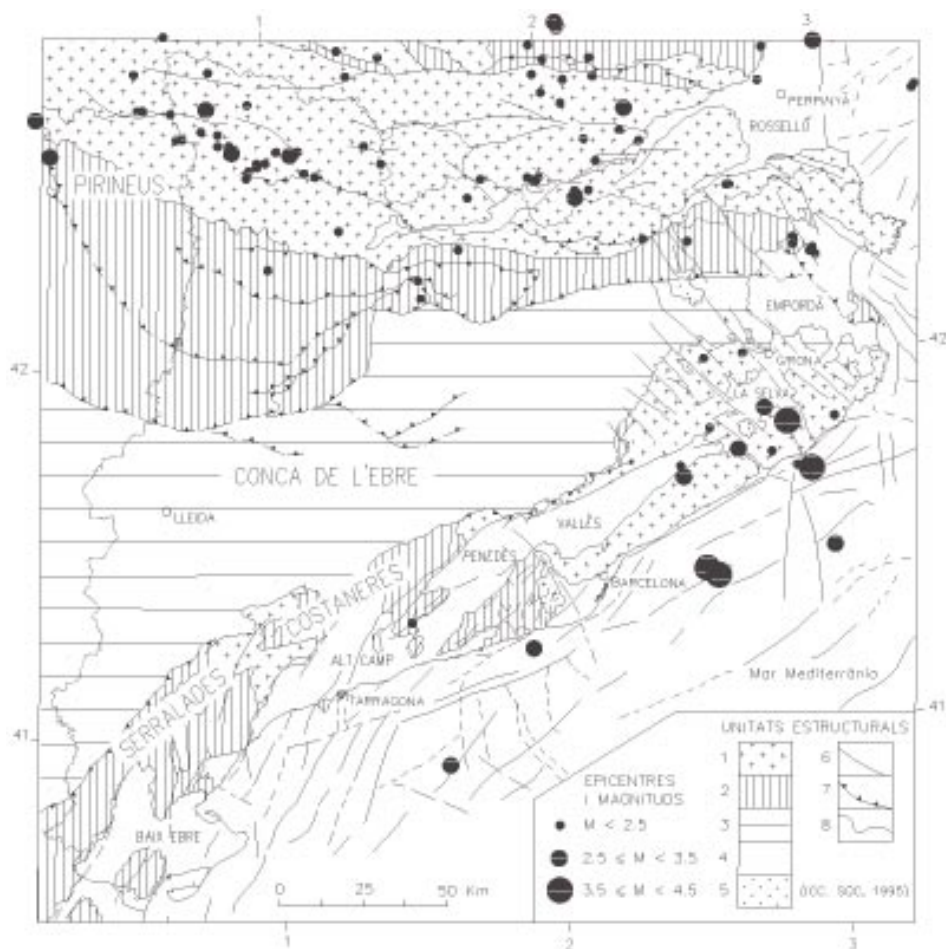 1 2 3
PERPINYÀ
ROSSELLÓ
PIRINEUS
EMPORDÀ
42 42
GIRONA
LA SELVA
CONCA DE L'EBRE
LLEIDA
VALLÈS
PENEDÈS
BARCELONA
SERRALADES COSTANERES
ALT CAMP
Mar Mediterrània
TARRAGONA
41 41
UNITATS ESTRUCTURALS
1 6
EPICENTRES
I MAGNITUDS
2 7
M < 2.5
3 8
2.5 ≤ M < 3.5
4
3.5 ≤ M < 4.5
5 (ICC, SGC, 1995)
BAIX EBRE
0 25 50 Km
1 2 3